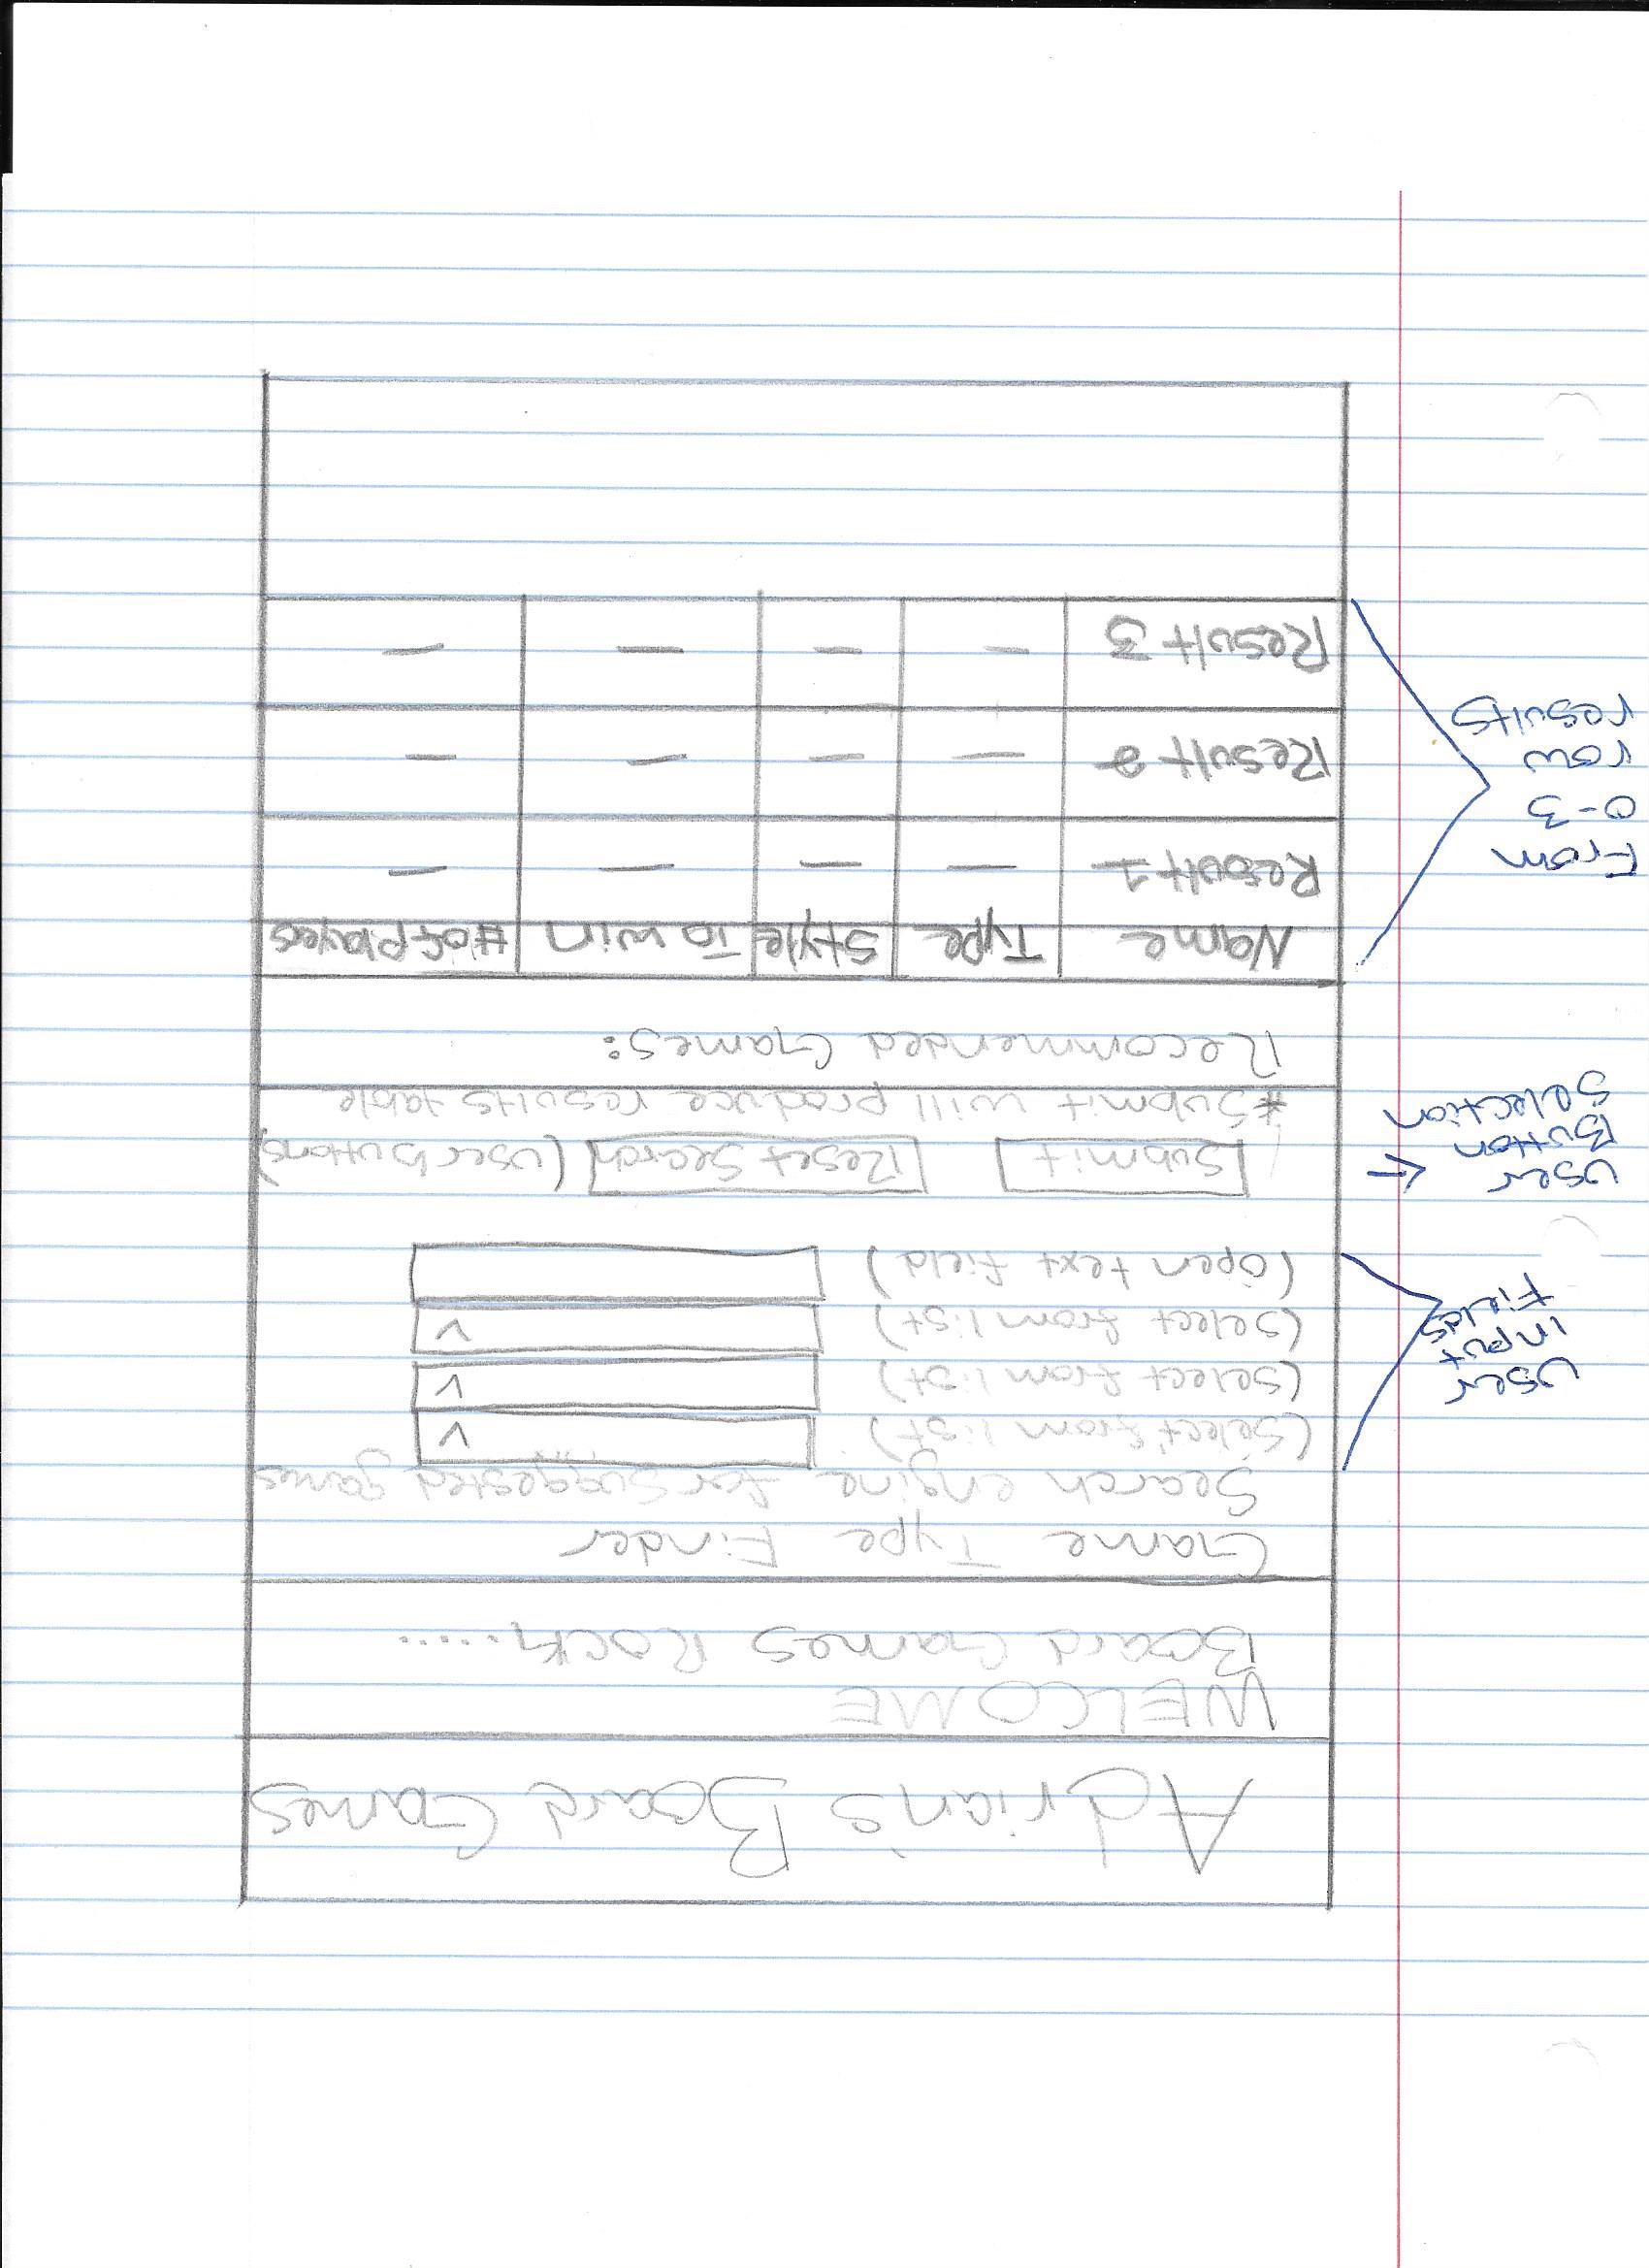 Adrian's Board Games
WELCOME
Board Games Rock.....
Game Type Finder
Search engine for suggested games
(Select from list) V
(Select from list) V
(Select from list) V
(open text field)
User
input
Fields
Submit Reset Search (user buttons)
*Submit will produce results table
User
Button
Selection
Recommended Games:
Name Type Style To win #of players
Result 1 — — — —
Result 2 — — — —
Result 3 — — — —
From
0-3
row
results